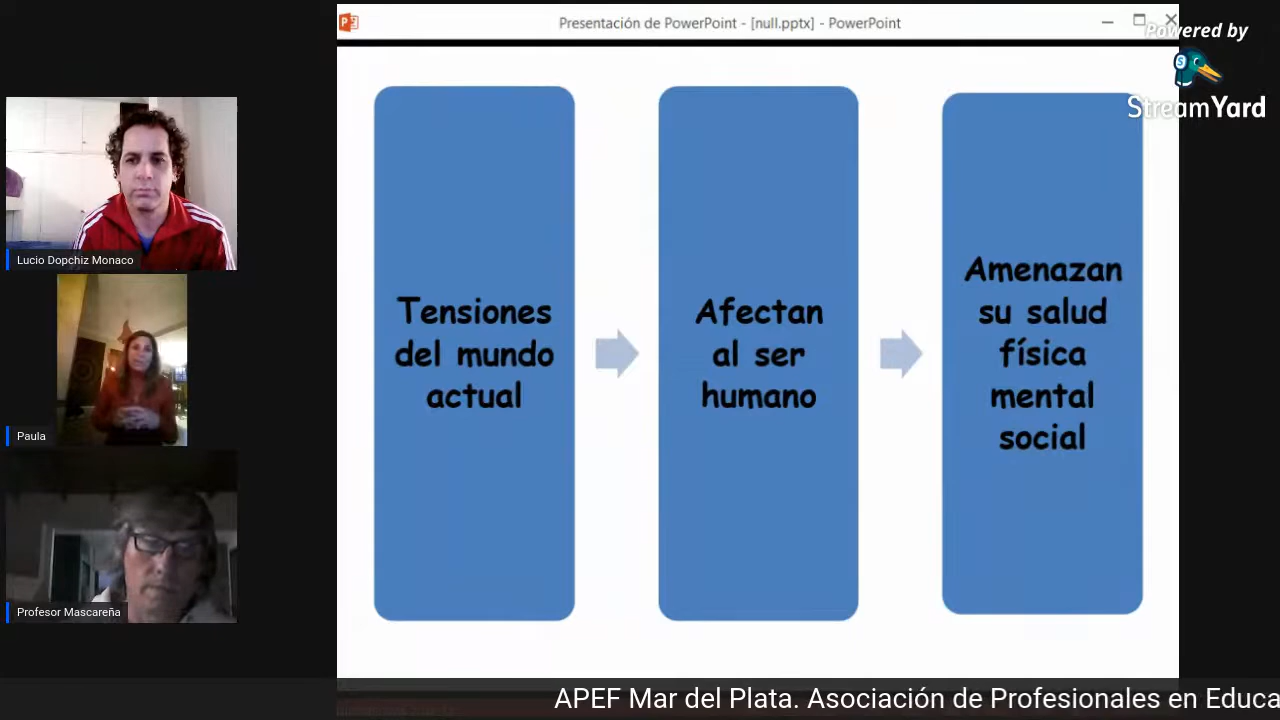 Presentación de PowerPoint - [null.pptx] - PowerPoint
Powered by
StreamYard
Lucio Dopchiz Monaco
Paula
Profesor Mascareña
Tensiones
del mundo
actual
Afectan
al ser
humano
Amenazan
su salud
física
mental
social
APEF Mar del Plata. Asociación de Profesionales en Educa